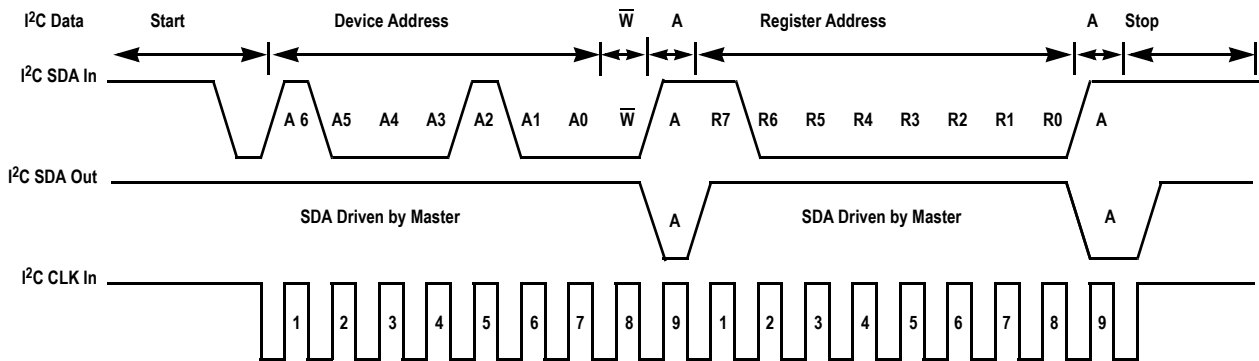 I²C Data Start Device Address W̅ A Register Address A Stop
I²C SDA In
A 6 A5 A4 A3 A2 A1 A0 W̅ A R7 R6 R5 R4 R3 R2 R1 R0 A
I²C SDA Out
SDA Driven by Master A SDA Driven by Master A
I²C CLK In
1 2 3 4 5 6 7 8 9 1 2 3 4 5 6 7 8 9